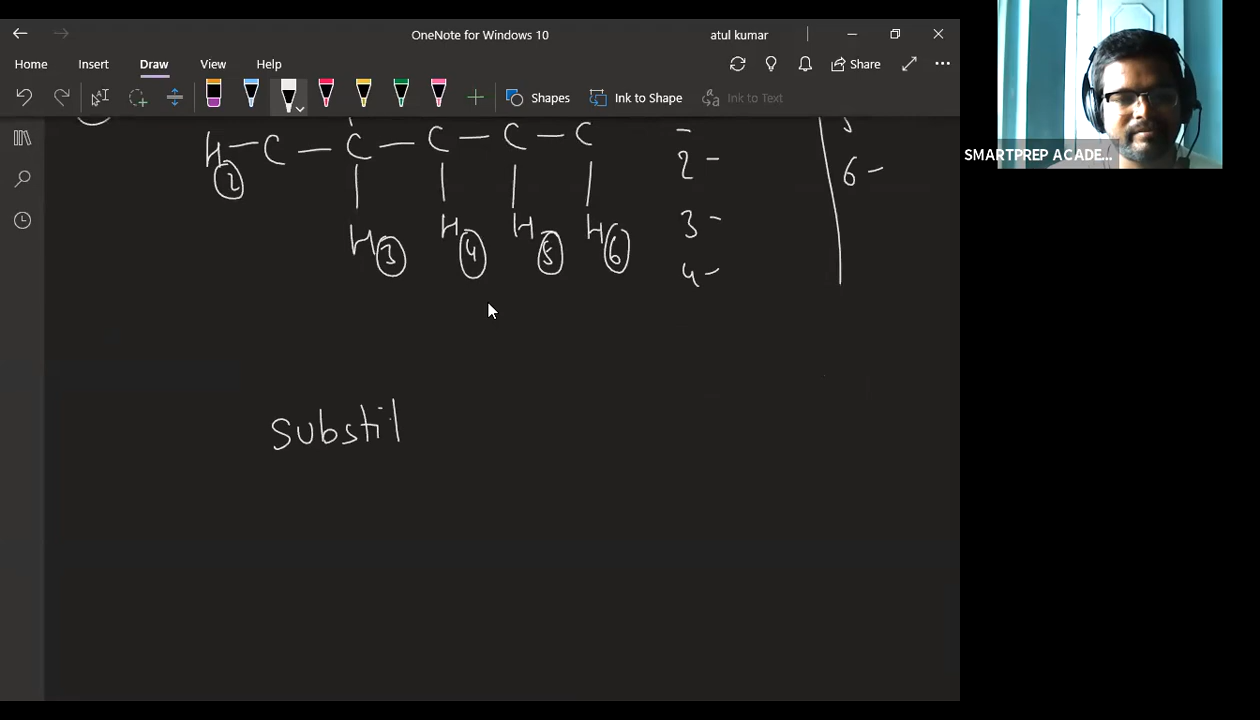 OneNote for Windows 10
atul kumar
Home Insert Draw View Help
Share
Shapes Ink to Shape Ink to Text
H — C — C — C — C — C
2
2 –
6 –
H 3 H 4 H 5 H 6
3 –
4 –
substit
SMARTPREP ACADE...